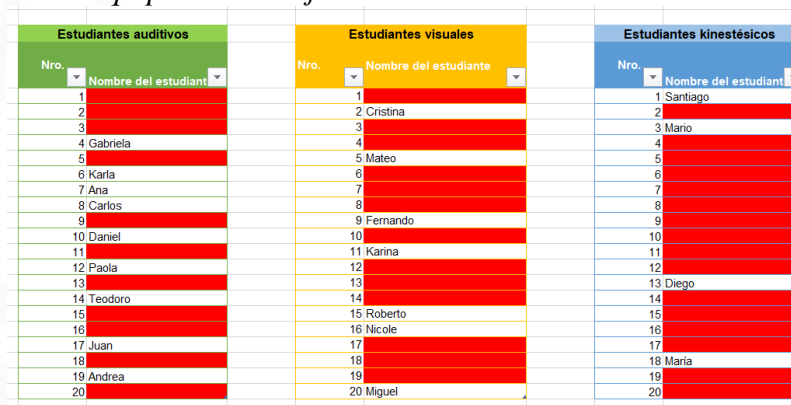 Estudiantes auditivos
Nro. Nombre del estudiant
1
2
3
4 Gabriela
5
6 Karla
7 Ana
8 Carlos
9
10 Daniel
11
12 Paola
13
14 Teodoro
15
16
17 Juan
18
19 Andrea
20
Estudiantes visuales
Nro. Nombre del estudiante
1
2 Cristina
3
4
5 Mateo
6
7
8
9 Fernando
10
11 Karina
12
13
14
15 Roberto
16 Nicole
17
18
19
20 Miguel
Estudiantes kinestésicos
Nro. Nombre del estudiant
1 Santiago
2
3 Mario
4
5
6
7
8
9
10
11
12
13 Diego
14
15
16
17
18 María
19
20